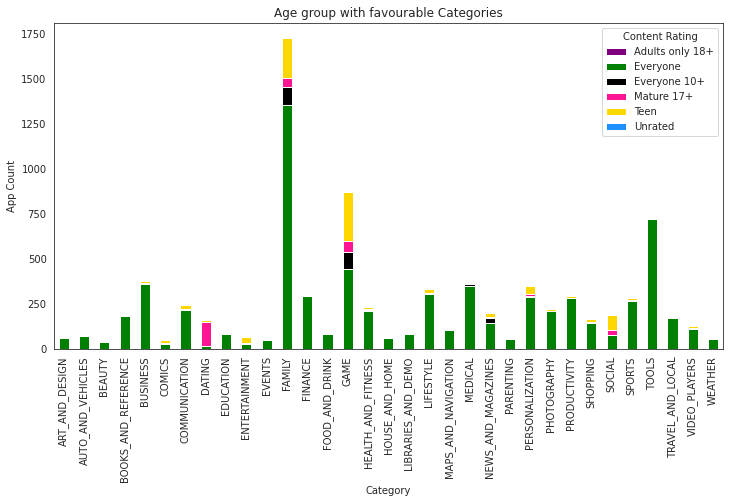 Age group with favourable Categories
Content Rating
Adults only 18+
Everyone
Everyone 10+
Mature 17+
Teen
Unrated
App Count
1750
1500
1250
1000
750
500
250
0
ART_AND_DESIGN
AUTO_AND_VEHICLES
BEAUTY
BOOKS_AND_REFERENCE
BUSINESS
COMICS
COMMUNICATION
DATING
EDUCATION
ENTERTAINMENT
EVENTS
FAMILY
FINANCE
FOOD_AND_DRINK
GAME
HEALTH_AND_FITNESS
HOUSE_AND_HOME
LIBRARIES_AND_DEMO
LIFESTYLE
MAPS_AND_NAVIGATION
MEDICAL
NEWS_AND_MAGAZINES
PARENTING
PERSONALIZATION
PHOTOGRAPHY
PRODUCTIVITY
SHOPPING
SOCIAL
SPORTS
TOOLS
TRAVEL_AND_LOCAL
VIDEO_PLAYERS
WEATHER
Category